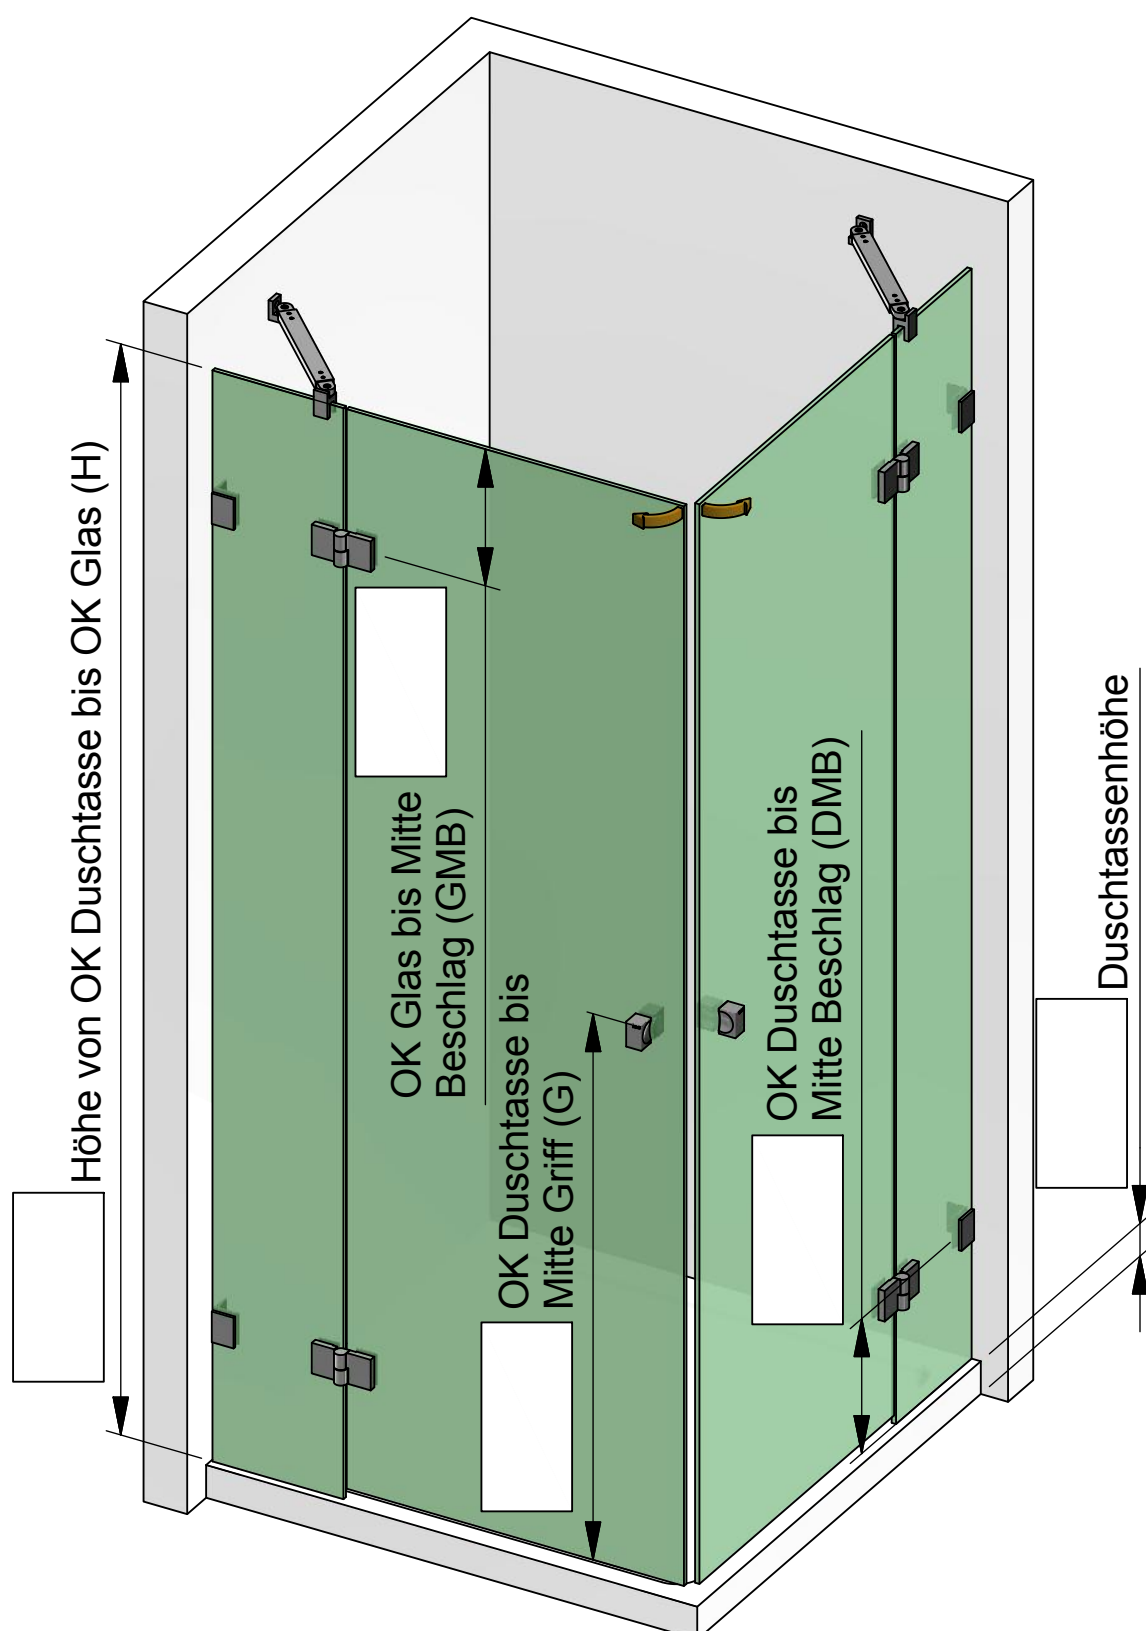 Höhe von OK Duschtasse bis OK Glas (H)
OK Glas bis Mitte
Beschlag (GMB)
OK Duschtasse bis
Mitte Griff (G)
OK Duschtasse bis
Mitte Beschlag (DMB)
Duschtassenhöhe